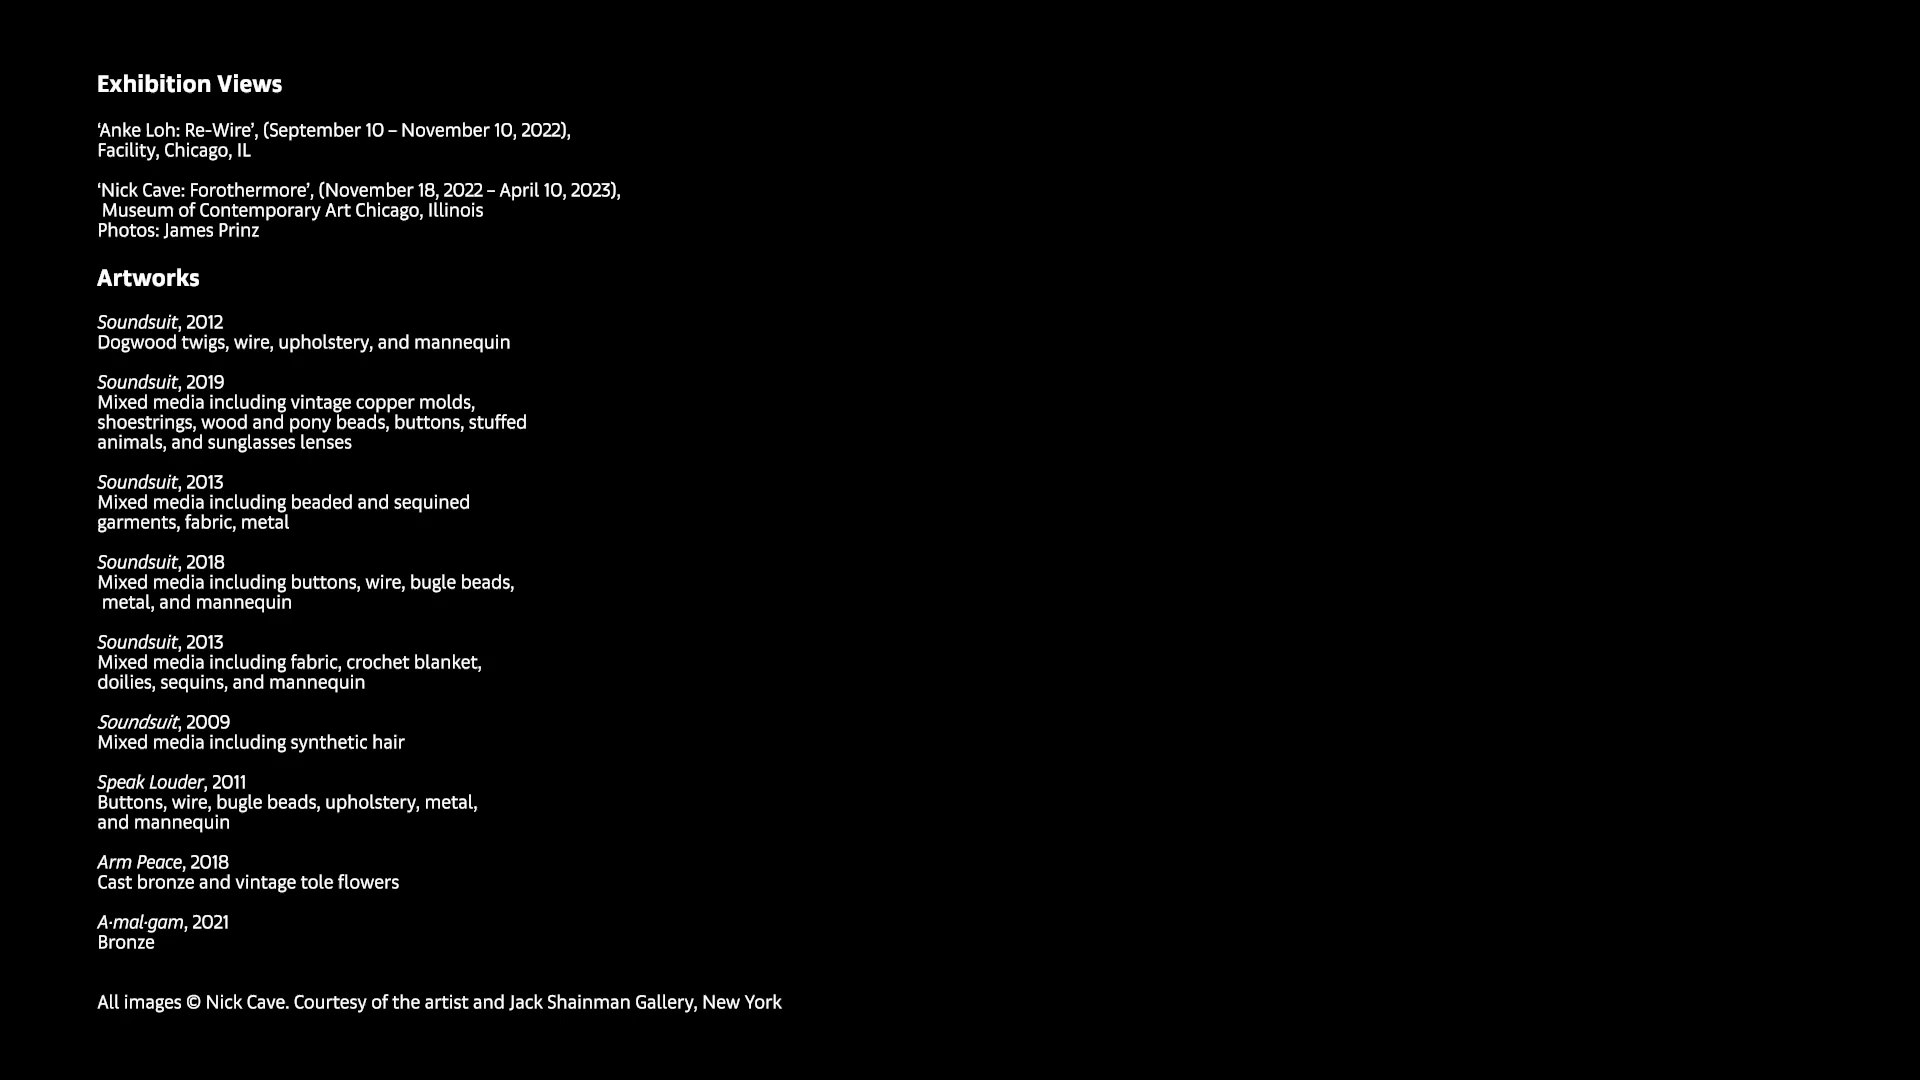 Exhibition Views
‘Anke Loh: Re-Wire’, (September 10 – November 10, 2022),
Facility, Chicago, IL
‘Nick Cave: Forothermore’, (November 18, 2022 – April 10, 2023),
Museum of Contemporary Art Chicago, Illinois
Photos: James Prinz
Artworks
Soundsuit, 2012
Dogwood twigs, wire, upholstery, and mannequin
Soundsuit, 2019
Mixed media including vintage copper molds,
shoestrings, wood and pony beads, buttons, stuffed
animals, and sunglasses lenses
Soundsuit, 2013
Mixed media including beaded and sequined
garments, fabric, metal
Soundsuit, 2018
Mixed media including buttons, wire, bugle beads,
metal, and mannequin
Soundsuit, 2013
Mixed media including fabric, crochet blanket,
doilies, sequins, and mannequin
Soundsuit, 2009
Mixed media including synthetic hair
Speak Louder, 2011
Buttons, wire, bugle beads, upholstery, metal,
and mannequin
Arm Peace, 2018
Cast bronze and vintage tole flowers
A·mal·gam, 2021
Bronze
All images © Nick Cave. Courtesy of the artist and Jack Shainman Gallery, New York